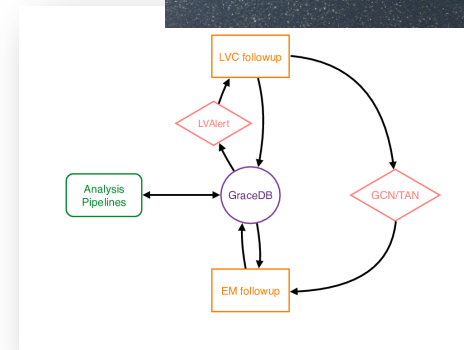 LVC followup
LVAlert
Analysis
Pipelines
GraceDB
GCN/TAN
EM followup